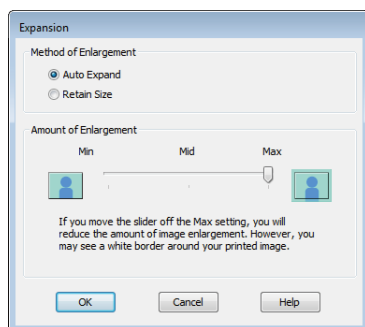 Expansion
Method of Enlargement
Auto Expand
Retain Size
Amount of Enlargement
Min Mid Max
If you move the slider off the Max setting, you will
reduce the amount of image enlargement. However, you
may see a white border around your printed image.
OK Cancel Help